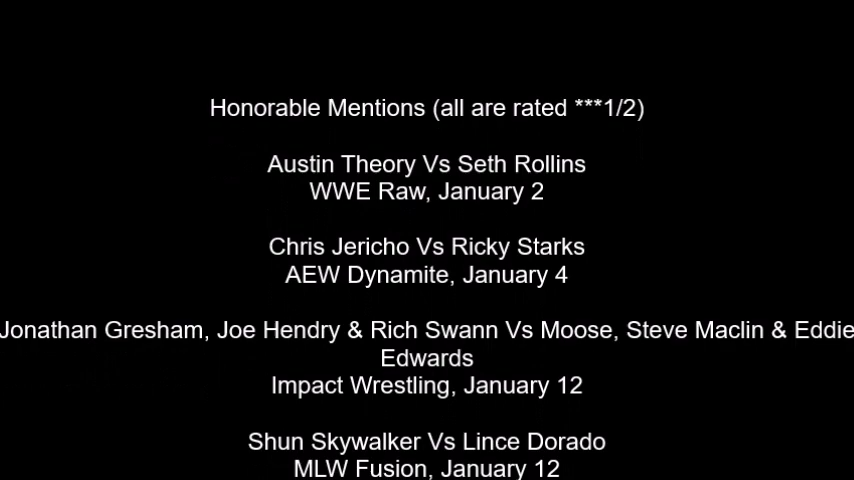 Honorable Mentions (all are rated ***1/2)
Austin Theory Vs Seth Rollins
WWE Raw, January 2
Chris Jericho Vs Ricky Starks
AEW Dynamite, January 4
Jonathan Gresham, Joe Hendry & Rich Swann Vs Moose, Steve Maclin & Eddie
Edwards
Impact Wrestling, January 12
Shun Skywalker Vs Lince Dorado
MLW Fusion, January 12